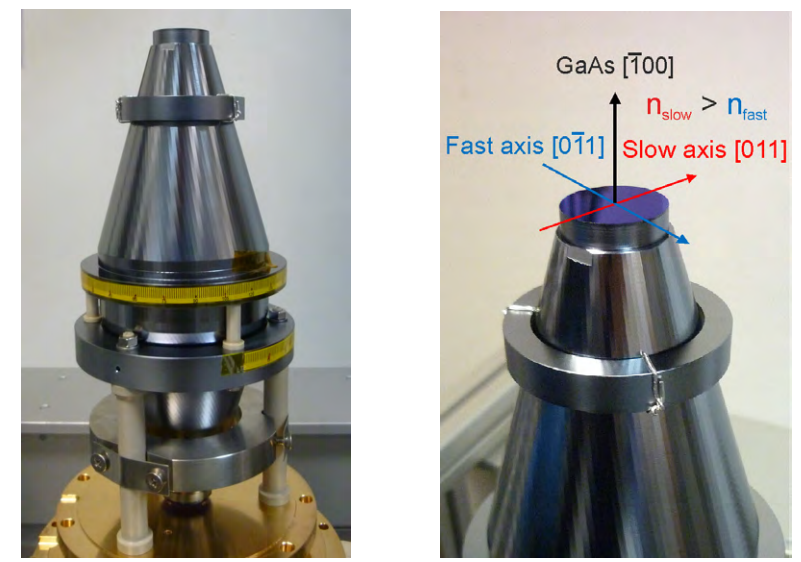 GaAs [1̅00]
n_slow > n_fast
Fast axis [01̅1]
Slow axis [011]